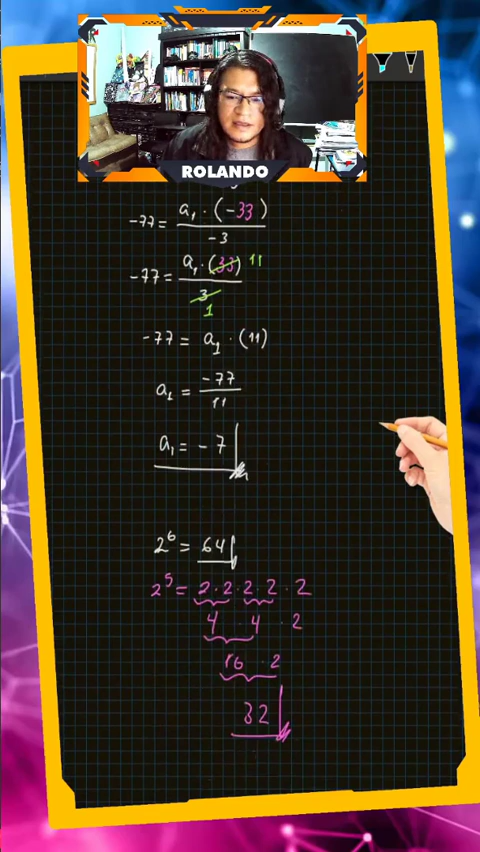 ROLANDO
-77 = a₁ · (-33) / -3
-77 = a₁ · (33) 11 / 3 1
-77 = a₁ · (11)
a₁ = -77 / 11
a₁ = -7
2⁶ = 64
2⁵ = 2 · 2 · 2 · 2 · 2
4 · 4 · 2
16 · 2
32